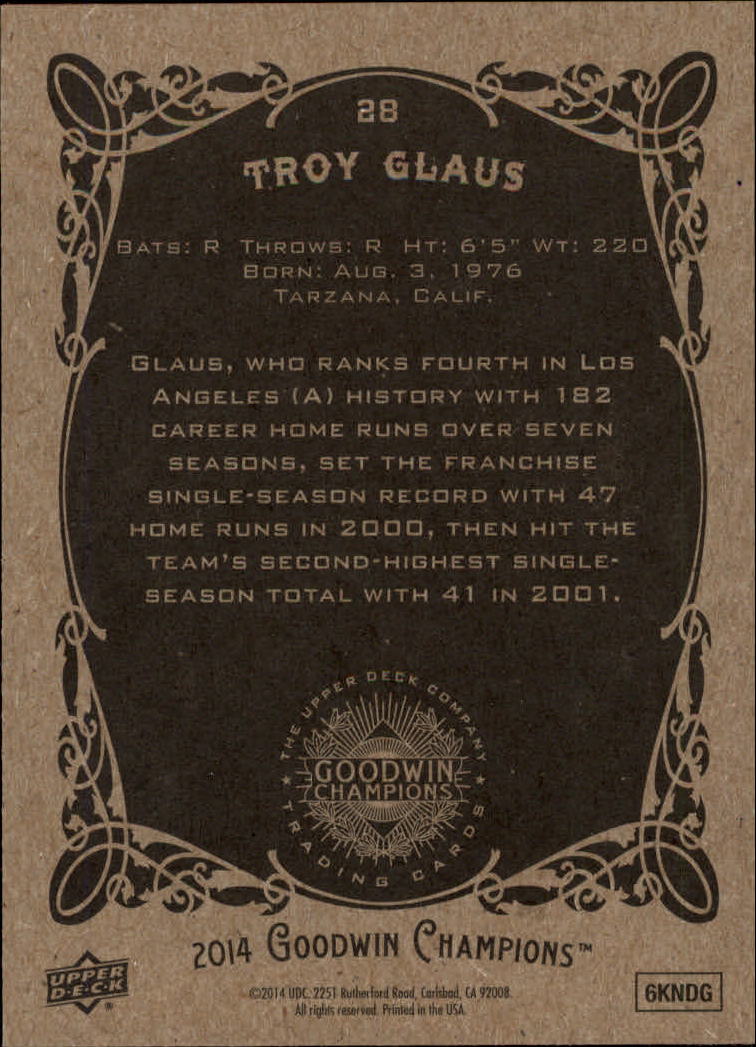 28
TROY GLAUS
BATS: R THROWS: R HT: 6'5" WT: 220
BORN: AUG. 3, 1976
TARZANA, CALIF.
GLAUS, WHO RANKS FOURTH IN LOS
ANGELES (A) HISTORY WITH 182
CAREER HOME RUNS OVER SEVEN
SEASONS, SET THE FRANCHISE
SINGLE-SEASON RECORD WITH 47
HOME RUNS IN 2000, THEN HIT THE
TEAM'S SECOND-HIGHEST SINGLE-
SEASON TOTAL WITH 41 IN 2001.
THE UPPER DECK COMPANY
GOODWIN
CHAMPIONS
★ TRADING CARDS ★
2014 GOODWIN CHAMPIONS™
UPPER
D·E·C·K®
©2014 UDC. 2251 Rutherford Road, Carlsbad, CA 92008.
All rights reserved. Printed in the USA.
6KNDG